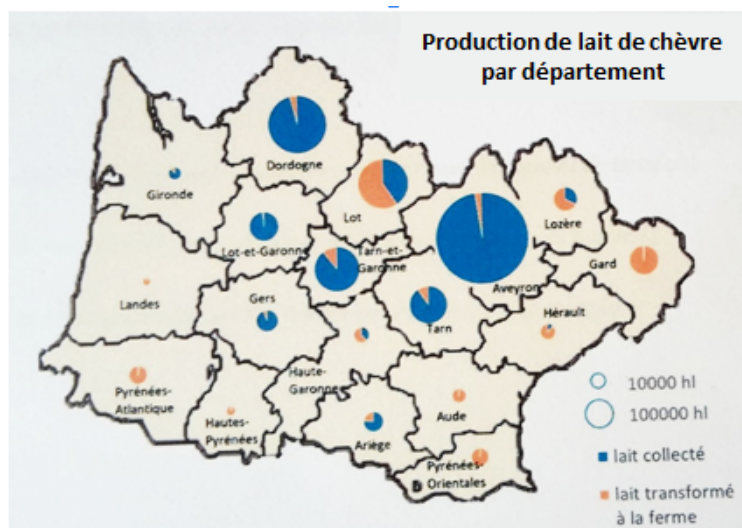 Production de lait de chèvre
par département
Dordogne
Gironde
Lot
Lozère
Lot-et-Garonne
Tarn-et-
Garonne
Gard
Aveyron
Landes
Gers
Hérault
Tarn
Pyrénées-
Atlantique
Haute-
Garonne
Hautes-
Pyrénées
Aude
Ariège
Pyrénées-
Orientales
10000 hl
100000 hl
lait collecté
lait transformé
à la ferme